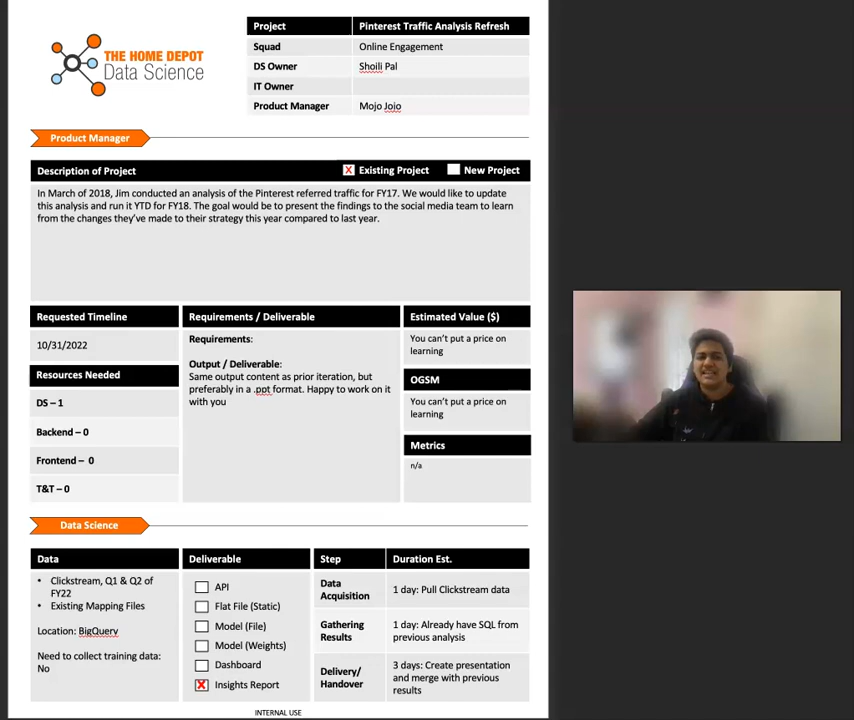 THE HOME DEPOT
Data Science
Project Pinterest Traffic Analysis Refresh
Squad Online Engagement
DS Owner Shoili Pal
IT Owner
Product Manager Mojo Jojo
Product Manager
Description of Project X Existing Project New Project
In March of 2018, Jim conducted an analysis of the Pinterest referred traffic for FY17. We would like to update
this analysis and run it YTD for FY18. The goal would be to present the findings to the social media team to learn
from the changes they've made to their strategy this year compared to last year.
Requested Timeline
10/31/2022
Resources Needed
DS – 1
Backend – 0
Frontend – 0
T&T – 0
Requirements / Deliverable
Requirements:
Output / Deliverable:
Same output content as prior iteration, but
preferably in a .ppt format. Happy to work on it
with you
Estimated Value ($)
You can't put a price on
learning
OGSM
You can't put a price on
learning
Metrics
n/a
Data Science
Data
• Clickstream, Q1 & Q2 of
FY22
• Existing Mapping Files
Location: BigQuery
Need to collect training data:
No
Deliverable
API
Flat File (Static)
Model (File)
Model (Weights)
Dashboard
X Insights Report
Step Duration Est.
Data
Acquisition
1 day: Pull Clickstream data
Gathering
Results
1 day: Already have SQL from
previous analysis
Delivery/
Handover
3 days: Create presentation
and merge with previous
results
INTERNAL USE